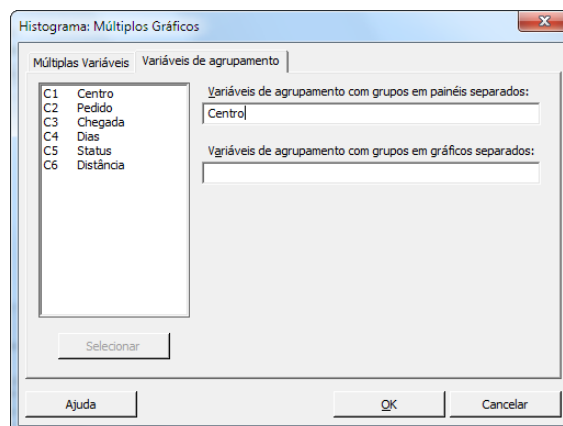 Histograma: Múltiplos Gráficos
Múltiplas Variáveis Variáveis de agrupamento
C1 Centro
C2 Pedido
C3 Chegada
C4 Dias
C5 Status
C6 Distância
Variáveis de agrupamento com grupos em painéis separados:
Centro
Variáveis de agrupamento com grupos em gráficos separados:
Selecionar
Ajuda OK Cancelar